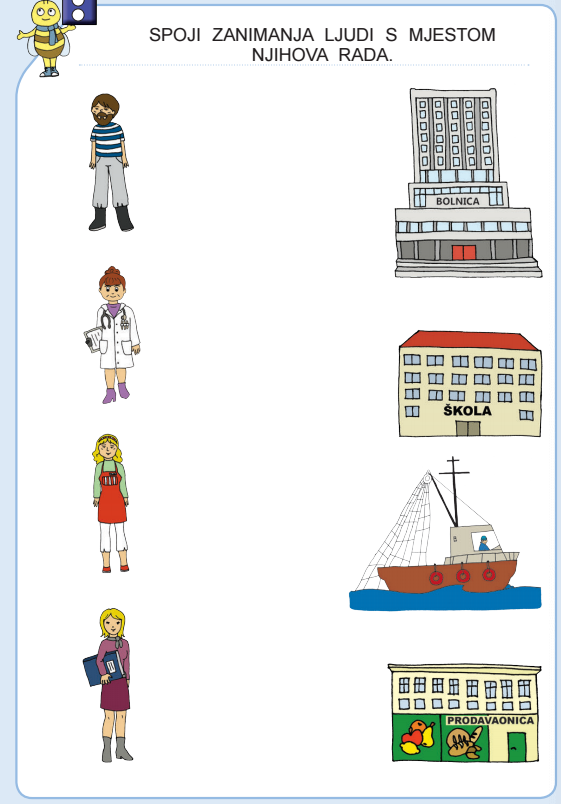 SPOJI ZANIMANJA LJUDI S MJESTOM
NJIHOVA RADA.
BOLNICA
ŠKOLA
PRODAVAONICA